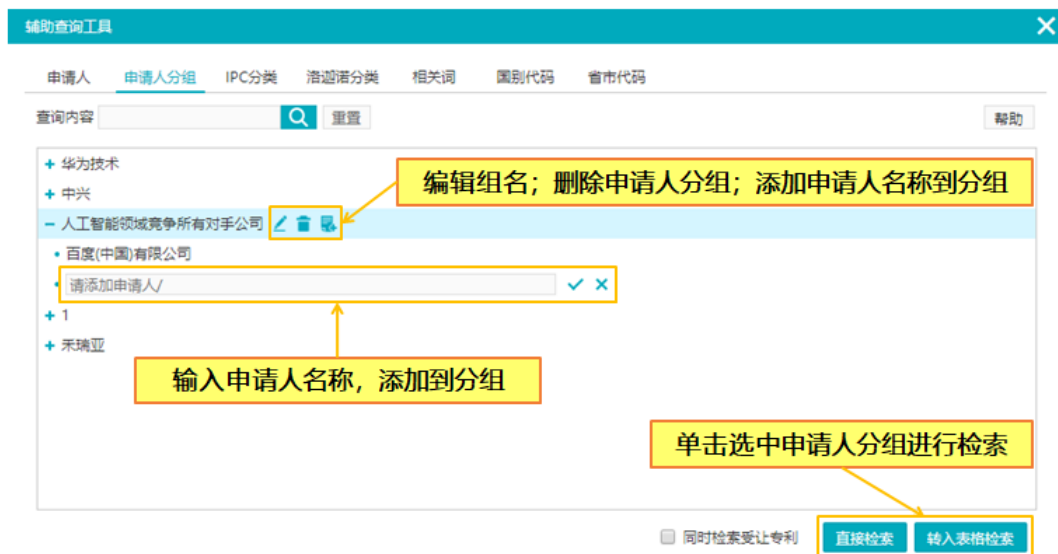 辅助查询工具
申请人 申请人分组 IPC分类 洛迦诺分类 相关词 国别代码 省市代码
查询内容 重置 帮助
华为技术
编辑组名；删除申请人分组；添加申请人名称到分组
中兴
人工智能领域竞争所有对手公司
百度(中国)有限公司
请添加申请人/
1
禾瑞亚
输入申请人名称，添加到分组
单击选中申请人分组进行检索
同时检索受让专利 直接检索 转入表格检索